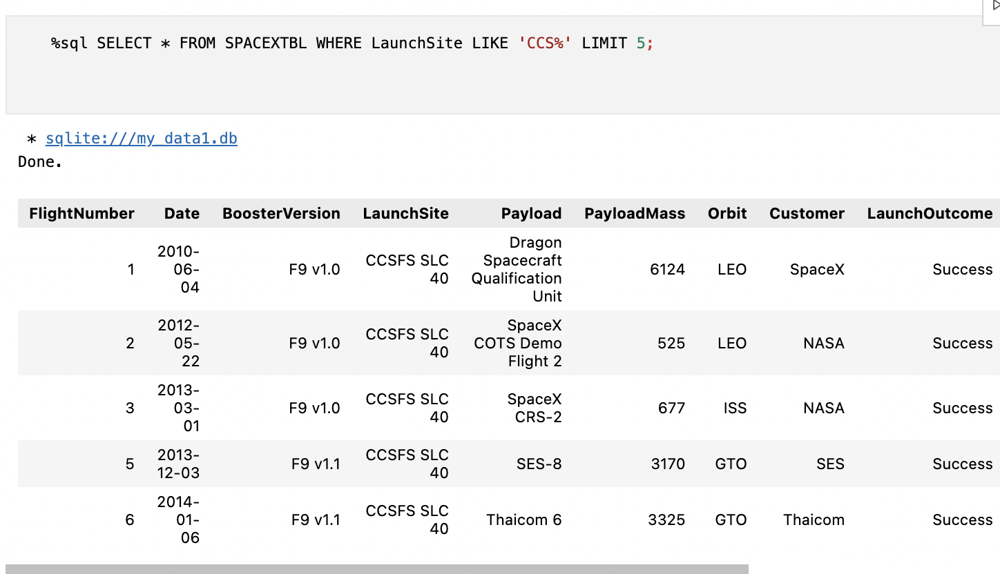 %sql SELECT * FROM SPACEXTBL WHERE LaunchSite LIKE 'CCS%' LIMIT 5;
* sqlite:///my_data1.db
Done.
FlightNumber Date BoosterVersion LaunchSite Payload PayloadMass Orbit Customer LaunchOutcome
1 2010-06-04 F9 v1.0 CCSFS SLC 40 Dragon Spacecraft Qualification Unit 6124 LEO SpaceX Success
2 2012-05-22 F9 v1.0 CCSFS SLC 40 SpaceX COTS Demo Flight 2 525 LEO NASA Success
3 2013-03-01 F9 v1.0 CCSFS SLC 40 SpaceX CRS-2 677 ISS NASA Success
5 2013-12-03 F9 v1.1 CCSFS SLC 40 SES-8 3170 GTO SES Success
6 2014-01-06 F9 v1.1 CCSFS SLC 40 Thaicom 6 3325 GTO Thaicom Success